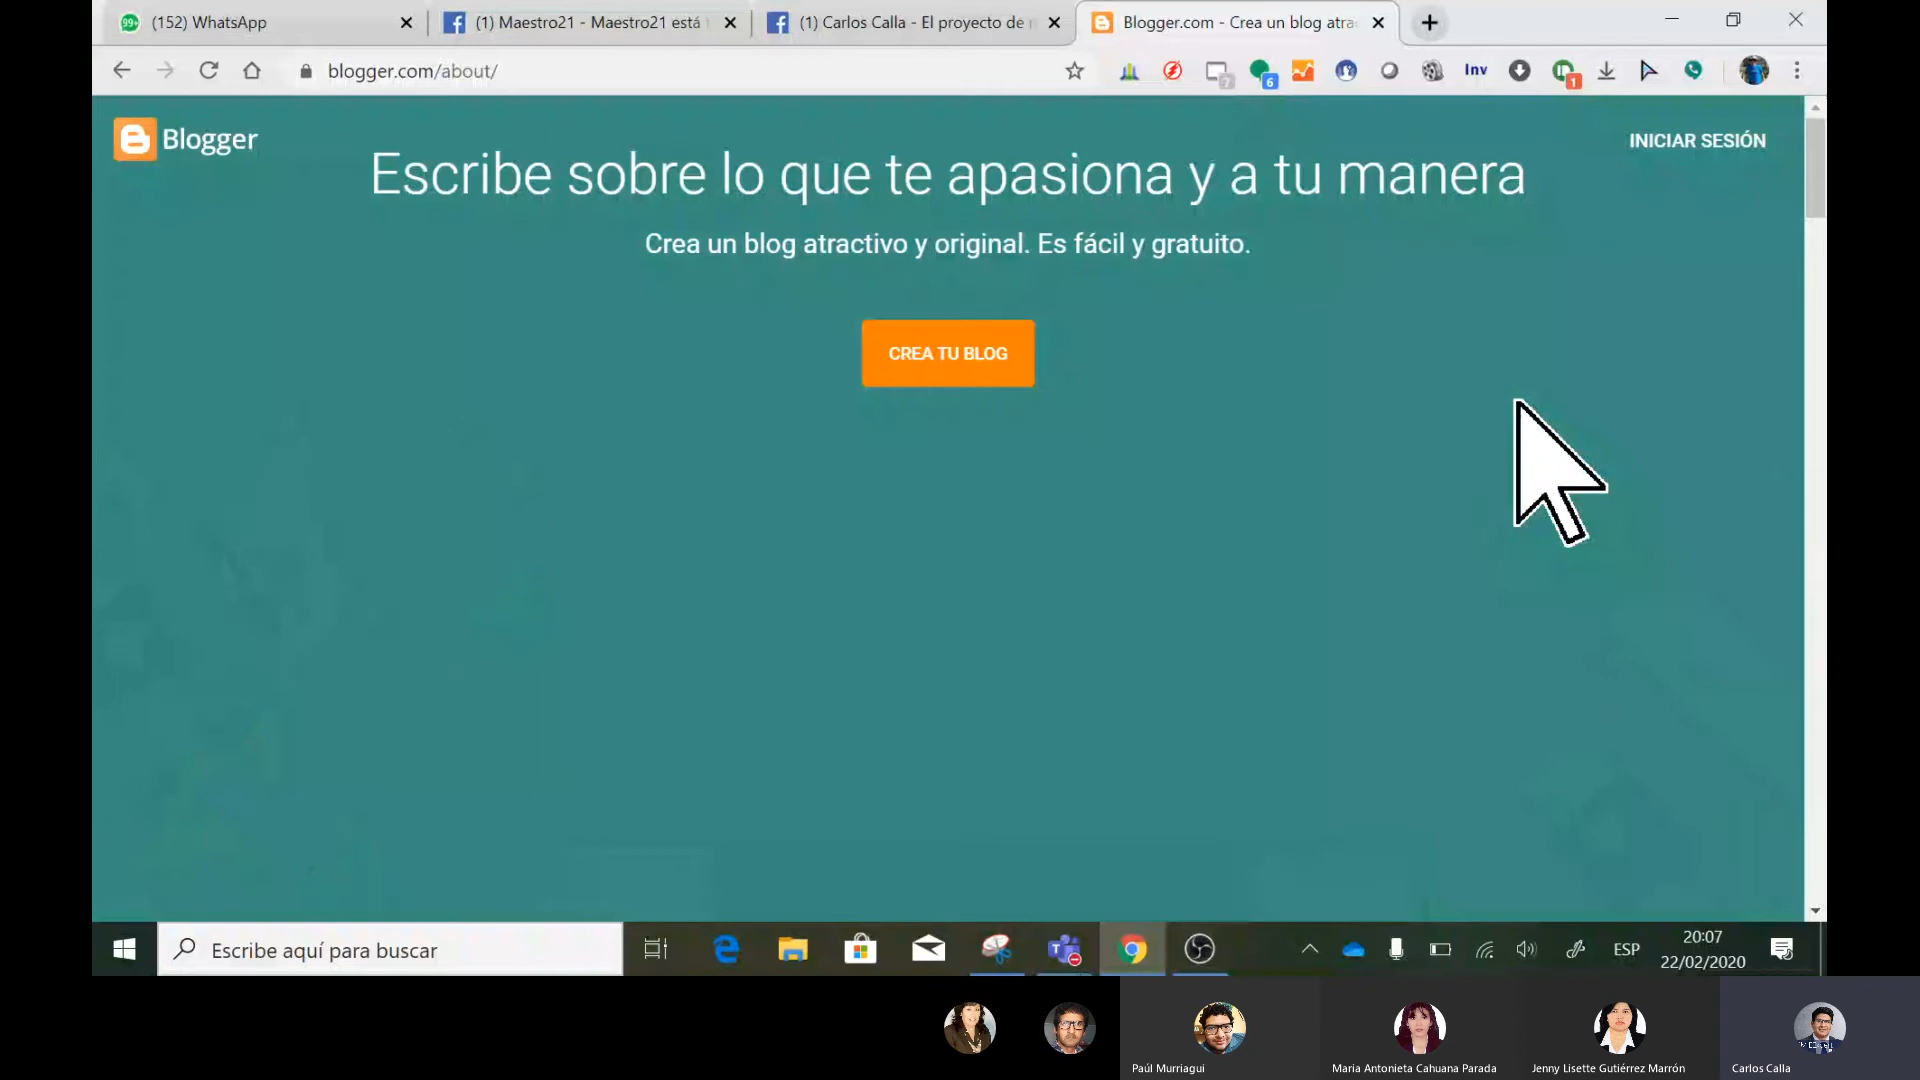 (152) WhatsApp
(1) Maestro21 - Maestro21 está
(1) Carlos Calla - El proyecto de
Blogger.com - Crea un blog atra
blogger.com/about/
7
6
Inv
1
Blogger
INICIAR SESIÓN
Escribe sobre lo que te apasiona y a tu manera
Crea un blog atractivo y original. Es fácil y gratuito.
CREA TU BLOG
Escribe aquí para buscar
ESP
20:07
22/02/2020
Paúl Murriagui
Maria Antonieta Cahuana Parada
Jenny Lisette Gutiérrez Marrón
Carlos Calla